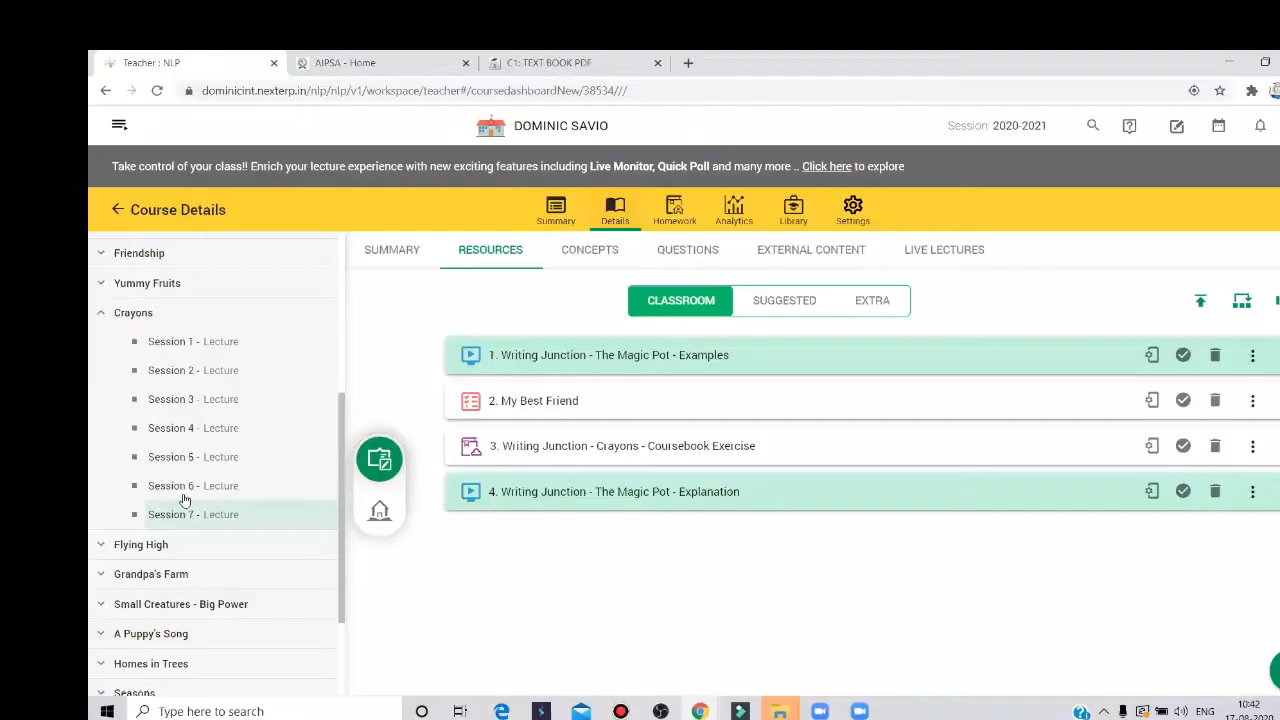 Teacher : NLP
AIPSA - Home
C1: TEXT BOOK PDF
dominicint.nexterp.in/nlp/nlp/v1/workspace/teacher#/coursedashboardNew/38534///
DOMINIC SAVIO
Session: 2020-2021
Take control of your class!! Enrich your lecture experience with new exciting features including Live Monitor, Quick Poll and many more .. Click here to explore
Course Details
Summary
Details
Homework
Analytics
Library
Settings
Friendship
Yummy Fruits
Crayons
Session 1 - Lecture
Session 2 - Lecture
Session 3 - Lecture
Session 4 - Lecture
Session 5 - Lecture
Session 6 - Lecture
Session 7 - Lecture
Flying High
Grandpa's Farm
Small Creatures - Big Power
A Puppy's Song
Homes in Trees
Seasons
SUMMARY
RESOURCES
CONCEPTS
QUESTIONS
EXTERNAL CONTENT
LIVE LECTURES
CLASSROOM
SUGGESTED
EXTRA
1. Writing Junction - The Magic Pot - Examples
2. My Best Friend
3. Writing Junction - Crayons - Coursebook Exercise
4. Writing Junction - The Magic Pot - Explanation
Type here to search
ENG
10:42